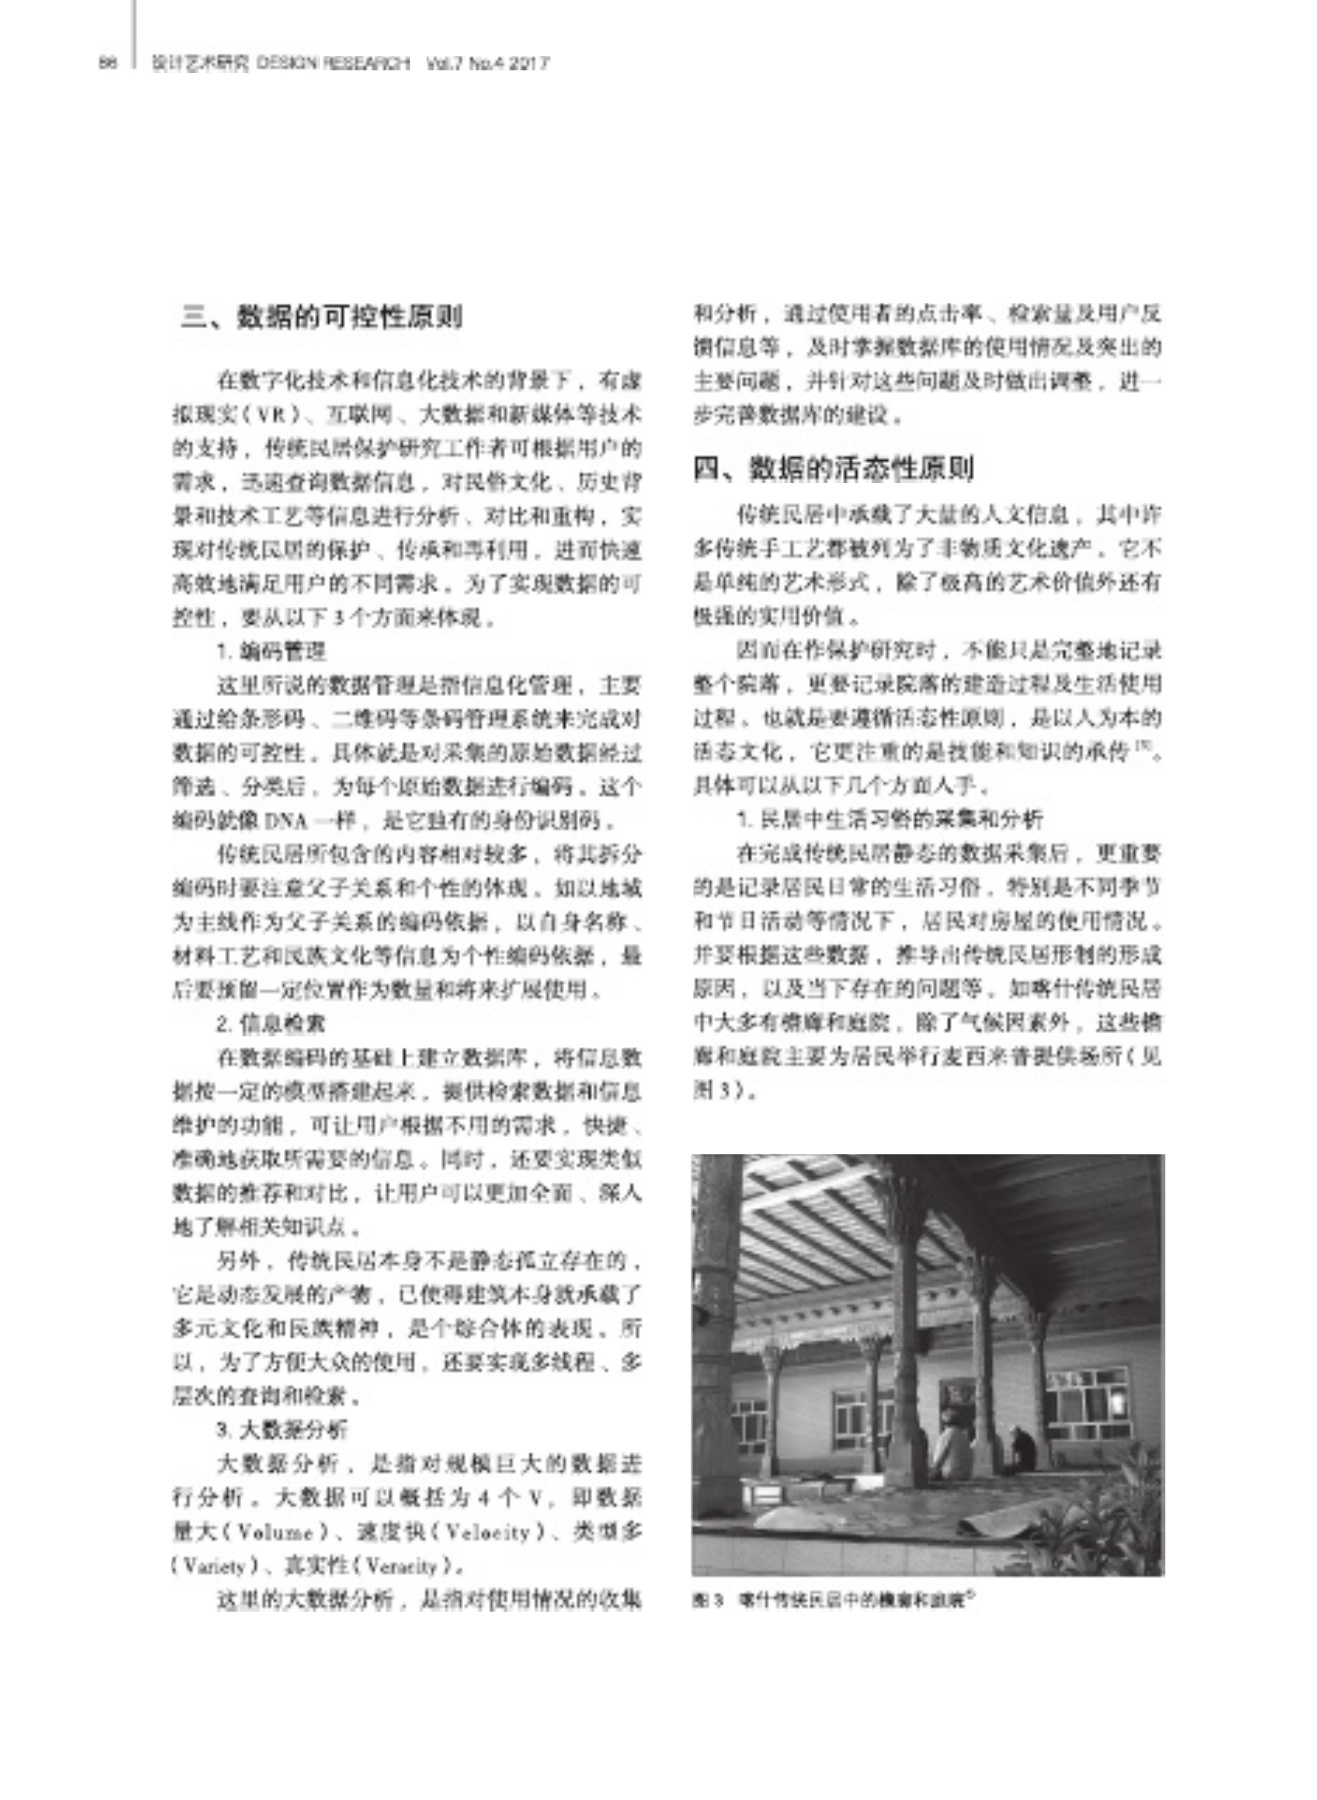 设计艺术研究 DESIGN RESEARCH Vol.7 No.4 2017
三、数据的可控性原则
在数字化技术和信息化技术的背景下，有虚
拟现实(VR)、互联网、大数据和新媒体等技术
的支持，传统民居保护研究工作者可根据用户的
需求，迅速查询数据信息，对民俗文化、历史背
景和技术工艺等信息进行分析、对比和重构，实
现对传统民居的保护、传承和再利用，进而快速
高效地满足用户的不同需求。为了实现数据的可
控性，要从以下3个方面来体现。
1. 编码管理
这里所说的数据管理是指信息化管理，主要
通过给条形码、二维码等条码管理系统来完成对
数据的可控性。具体就是对采集的原始数据经过
筛选、分类后，为每个原始数据进行编码。这个
编码就像DNA一样，是它独有的身份识别码。
传统民居所包含的内容相对较多，将其拆分
编码时要注意父子关系和个性的体现。如以地域
为主线作为父子关系的编码依据，以自身名称、
材料工艺和民族文化等信息为个性编码依据，最
后要预留一定位置作为数量和将来扩展使用。
2. 信息检索
在数据编码的基础上建立数据库，将信息数
据按一定的模型搭建起来，提供检索数据和信息
维护的功能，可让用户根据不用的需求，快捷、
准确地获取所需要的信息。同时，还要实现类似
数据的推荐和对比，让用户可以更加全面、深入
地了解相关知识点。
另外，传统民居本身不是静态孤立存在的，
它是动态发展的产物，已使得建筑本身就承载了
多元文化和民族精神，是个综合体的表现。所
以，为了方便大众的使用，还要实现多线程、多
层次的查询和检索。
3. 大数据分析
大数据分析，是指对规模巨大的数据进
行分析。大数据可以概括为4个V，即数据
量大(Volume)、速度快(Velocity)、类型多
(Variety)、真实性(Veracity)。
这里的大数据分析，是指对使用情况的收集
和分析，通过使用者的点击率、检索量及用户反
馈信息等，及时掌握数据库的使用情况及突出的
主要问题，并针对这些问题及时做出调整，进一
步完善数据库的建设。
四、数据的活态性原则
传统民居中承载了大量的人文信息，其中许
多传统手工艺都被列为了非物质文化遗产。它不
是单纯的艺术形式，除了极高的艺术价值外还有
极强的实用价值。
因而在作保护研究时，不能只是完整地记录
整个院落，更要记录院落的建造过程及生活使用
过程。也就是要遵循活态性原则，是以人为本的
活态文化，它更注重的是技能和知识的承传。
具体可以从以下几个方面入手。
1. 民居中生活习俗的采集和分析
在完成传统民居静态的数据采集后，更重要
的是记录居民日常的生活习俗，特别是不同季节
和节日活动等情况下，居民对房屋的使用情况。
并要根据这些数据，推导出传统民居形制的形成
原因，以及当下存在的问题等。如喀什传统民居
中大多有檐廊和庭院，除了气候因素外，这些檐
廊和庭院主要为居民举行麦西来普提供场所(见
图3)。
图3 喀什传统民居中的檐廊和庭院